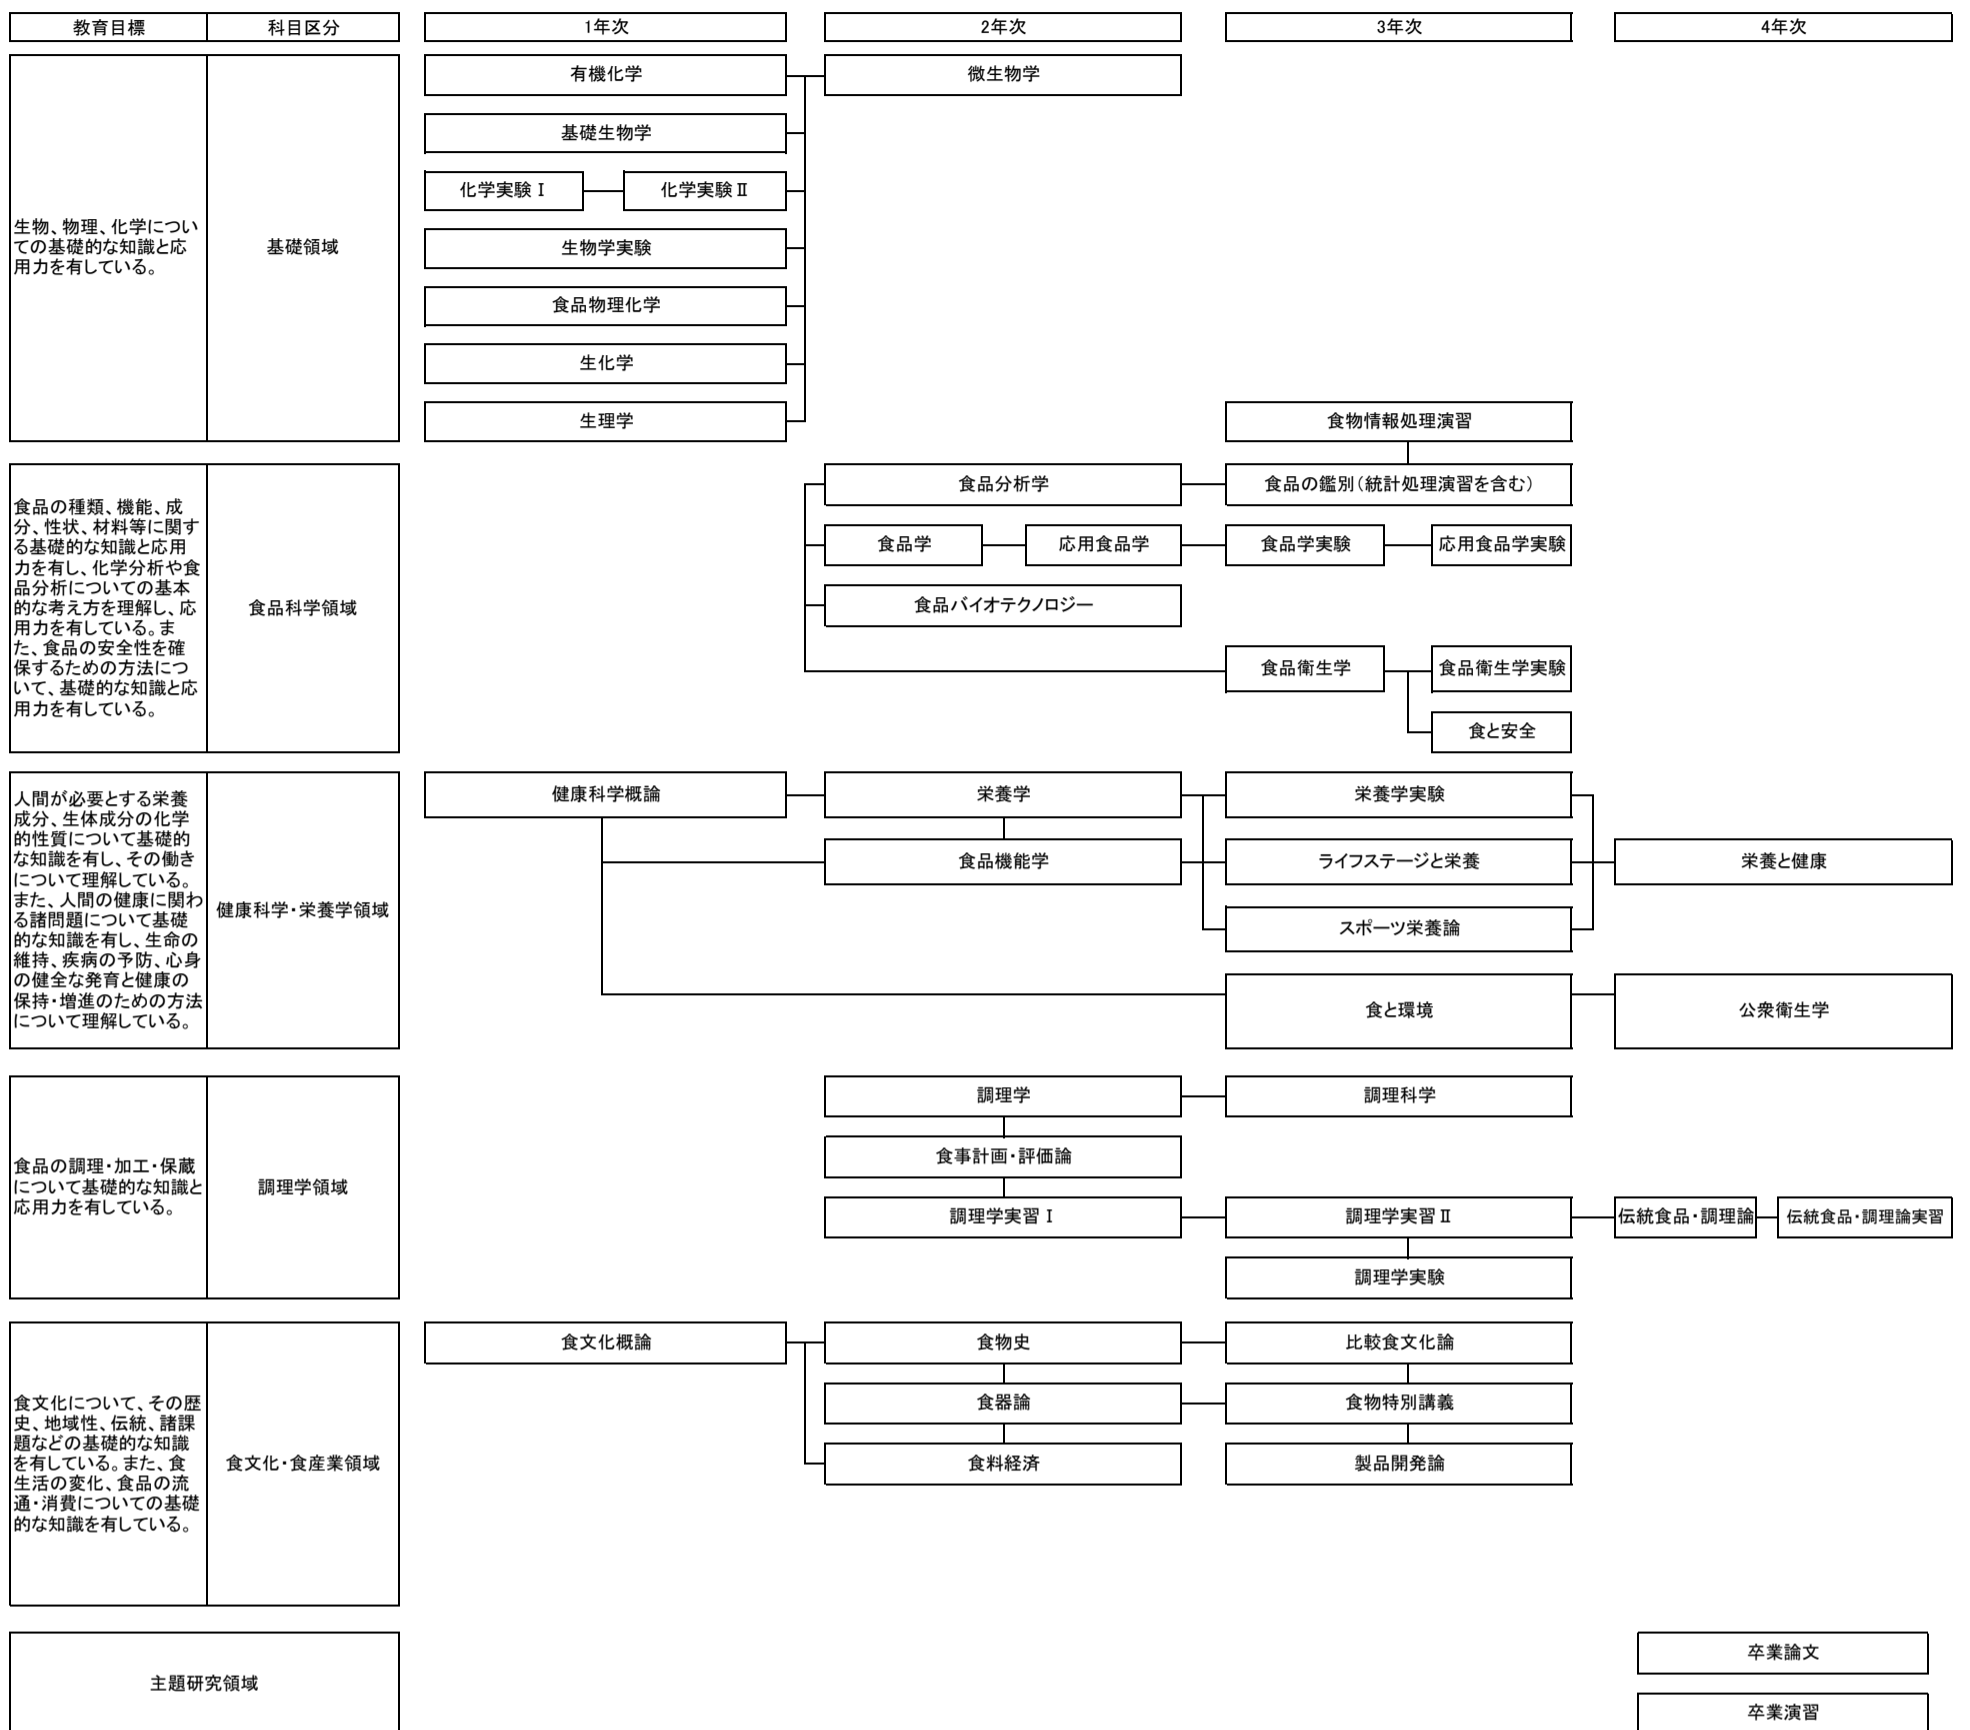 教育目標
科目区分
1年次
2年次
3年次
4年次
生物、物理、化学につい
ての基礎的な知識と応
用力を有している。
基礎領域
有機化学
微生物学
基礎生物学
化学実験Ⅰ
化学実験Ⅱ
生物学実験
食品物理化学
生化学
生理学
食物情報処理演習
食品の種類、機能、成
分、性状、材料等に関す
る基礎的な知識と応用
力を有し、化学分析や食
品分析についての基本
的な考え方を理解し、応
用力を有している。ま
た、食品の安全性を確
保するための方法につ
いて、基礎的な知識と応
用力を有している。
食品科学領域
食品分析学
食品の鑑別(統計処理演習を含む)
食品学
応用食品学
食品学実験
応用食品学実験
食品バイオテクノロジー
食品衛生学
食品衛生学実験
食と安全
人間が必要とする栄養
成分、生体成分の化学
的性質について基礎的
な知識を有し、その働き
について理解している。
また、人間の健康に関わ
る諸問題について基礎
的な知識を有し、生命の
維持、疾病の予防、心身
の健全な発育と健康の
保持・増進のための方法
について理解している。
健康科学・栄養学領域
健康科学概論
栄養学
栄養学実験
食品機能学
ライフステージと栄養
栄養と健康
スポーツ栄養論
食と環境
公衆衛生学
食品の調理・加工・保蔵
について基礎的な知識と
応用力を有している。
調理学領域
調理学
調理科学
食事計画・評価論
調理学実習Ⅰ
調理学実習Ⅱ
伝統食品・調理論
伝統食品・調理論実習
調理学実験
食文化について、その歴
史、地域性、伝統、諸課
題などの基礎的な知識
を有している。また、食
生活の変化、食品の流
通・消費についての基礎
的な知識を有している。
食文化・食産業領域
食文化概論
食物史
比較食文化論
食器論
食物特別講義
食料経済
製品開発論
主題研究領域
卒業論文
卒業演習